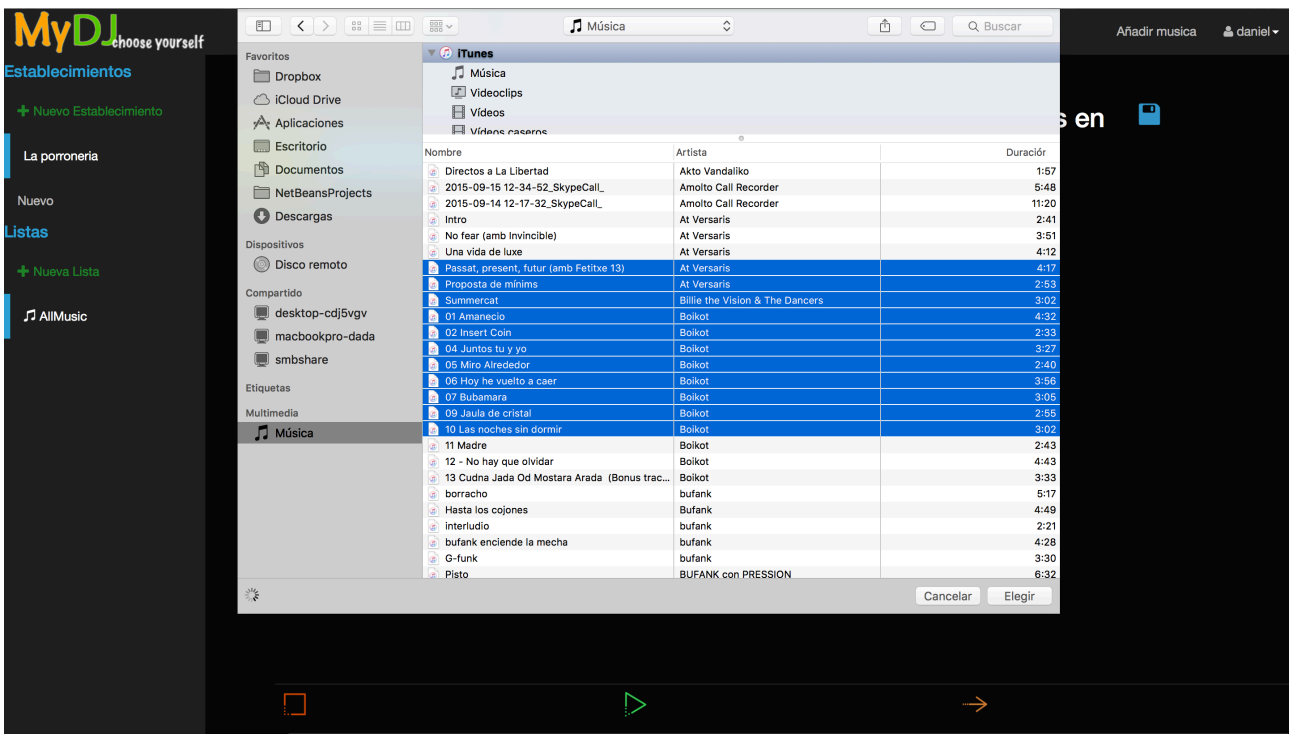 MyDJ choose yourself
Música
Buscar
Añadir musica
daniel
Establecimientos
Nuevo Establecimiento
La porroneria
Nuevo
Listas
Nueva Lista
AllMusic
Favoritos
Dropbox
iCloud Drive
Aplicaciones
Escritorio
Documentos
NetBeansProjects
Descargas
Dispositivos
Disco remoto
Compartido
desktop-cdj5vgv
macbookpro-dada
smbshare
Etiquetas
Multimedia
Música
iTunes
Música
Videoclips
Vídeos
Vídeos caseros
s en
Nombre Artista Duración
Directos a La Libertad Akto Vandaliko 1:57
2015-09-15 12-34-52_SkypeCall_ Amolto Call Recorder 5:48
2015-09-14 12-17-32_SkypeCall_ Amolto Call Recorder 11:20
Intro At Versaris 2:41
No fear (amb Invincible) At Versaris 3:51
Una vida de luxe At Versaris 4:12
Passat, present, futur (amb Fetitxe 13) At Versaris 4:17
Proposta de mínims At Versaris 2:53
Summercat Billie the Vision & The Dancers 3:02
01 Amanecio Boikot 4:32
02 Insert Coin Boikot 2:33
04 Juntos tu y yo Boikot 3:27
05 Miro Alrededor Boikot 2:40
06 Hoy he vuelto a caer Boikot 3:56
07 Bubamara Boikot 3:05
09 Jaula de cristal Boikot 2:55
10 Las noches sin dormir Boikot 3:02
11 Madre Boikot 2:43
12 - No hay que olvidar Boikot 4:43
13 Cudna Jada Od Mostara Arada (Bonus trac... Boikot 3:33
borracho bufank 5:17
Hasta los cojones Bufank 4:49
interludio bufank 2:21
bufank enciende la mecha bufank 4:28
G-funk bufank 3:30
Pisto BUFANK con PRESSION 6:32
Cancelar Elegir